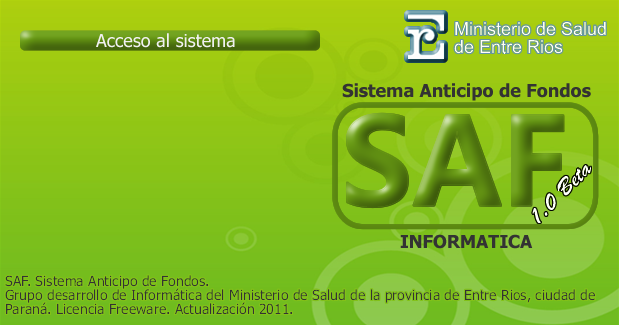 Acceso al sistema
Ministerio de Salud
de Entre Rios
Sistema Anticipo de Fondos
SAF
1.0 Beta
INFORMATICA
SAF. Sistema Anticipo de Fondos.
Grupo desarrollo de Informática del Ministerio de Salud de la provincia de Entre Rios, ciudad de
Paraná. Licencia Freeware. Actualización 2011.